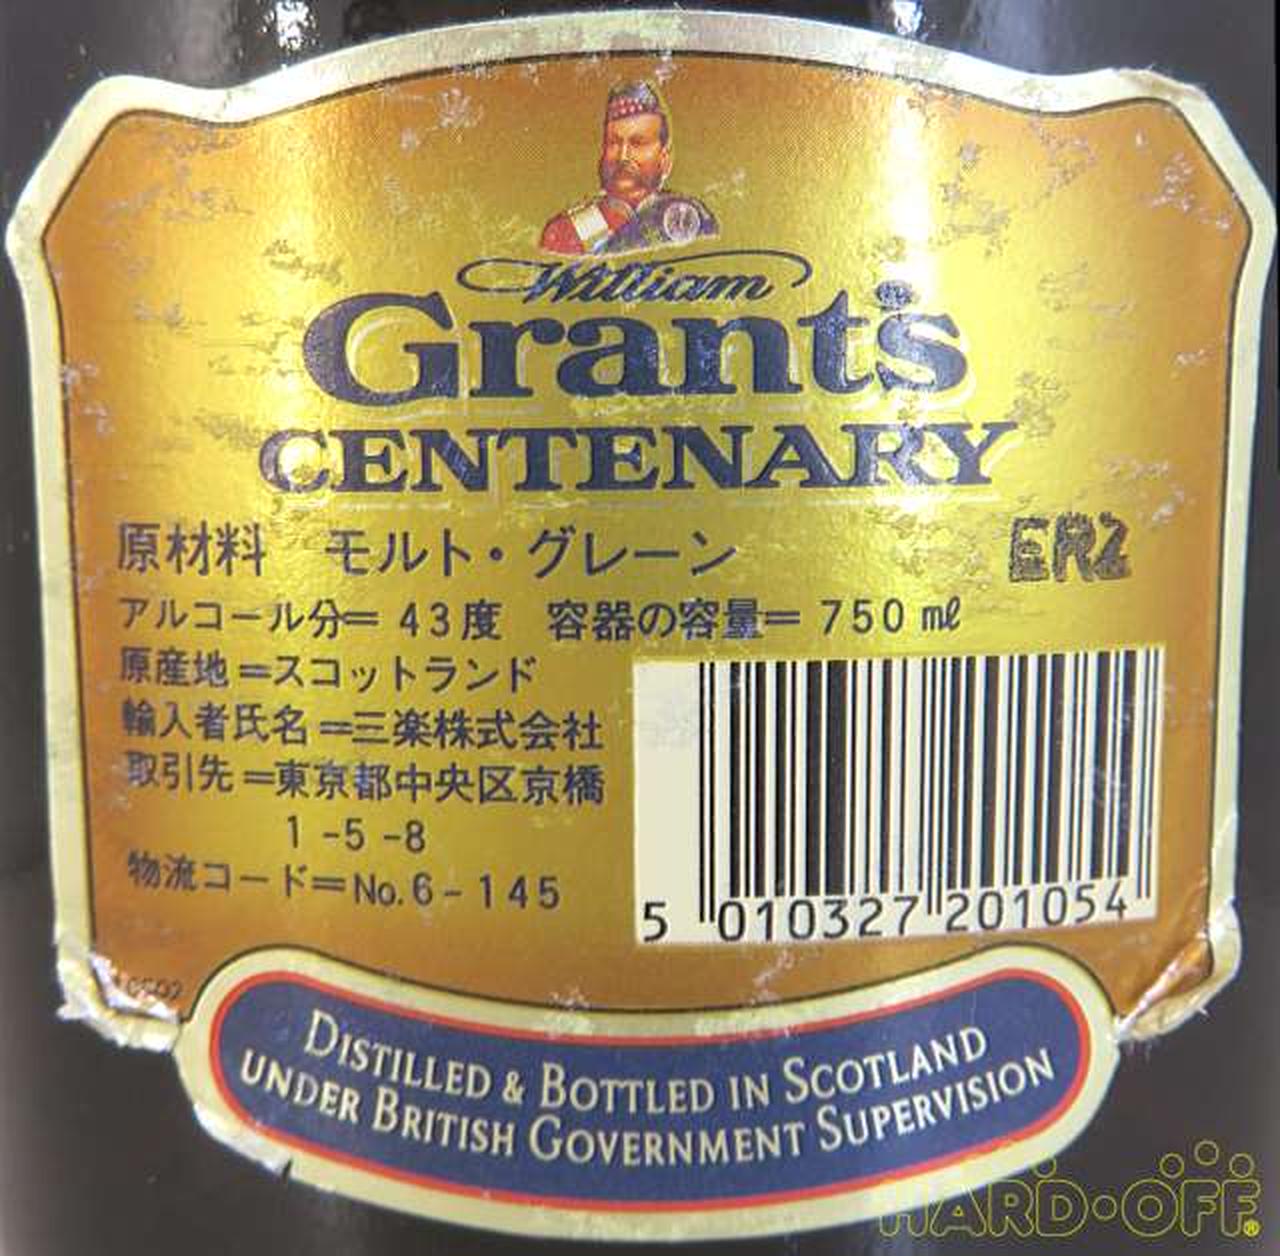 William
Grant's
CENTENARY
原材料 モルト・グレーン ER2
アルコール分= 43度 容器の容量= 750 ml
原産地=スコットランド
輸入者氏名=三楽株式会社
取引先=東京都中央区京橋
1-5-8
物流コード=No.6-145
5 010327 201054
DISTILLED & BOTTLED IN SCOTLAND
UNDER BRITISH GOVERNMENT SUPERVISION
HARD·OFF®